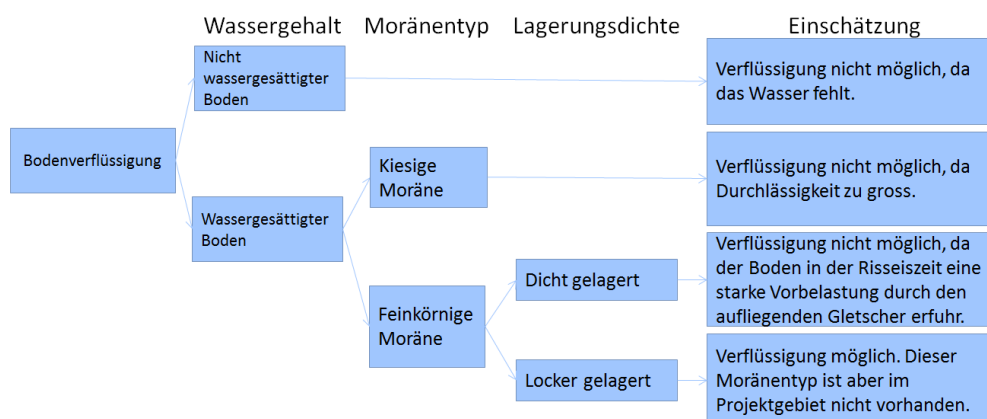 Wassergehalt Moränentyp Lagerungsdichte Einschätzung
Nicht
wassergesättigter
Boden
Verflüssigung nicht möglich, da
das Wasser fehlt.
Bodenverflüssigung
Kiesige
Moräne
Verflüssigung nicht möglich, da
Durchlässigkeit zu gross.
Wassergesättigter
Boden
Feinkörnige
Moräne
Dicht gelagert
Verflüssigung nicht möglich, da
der Boden in der Risseiszeit eine
starke Vorbelastung durch den
aufliegenden Gletscher erfuhr.
Locker gelagert
Verflüssigung möglich. Dieser
Moränentyp ist aber im
Projektgebiet nicht vorhanden.